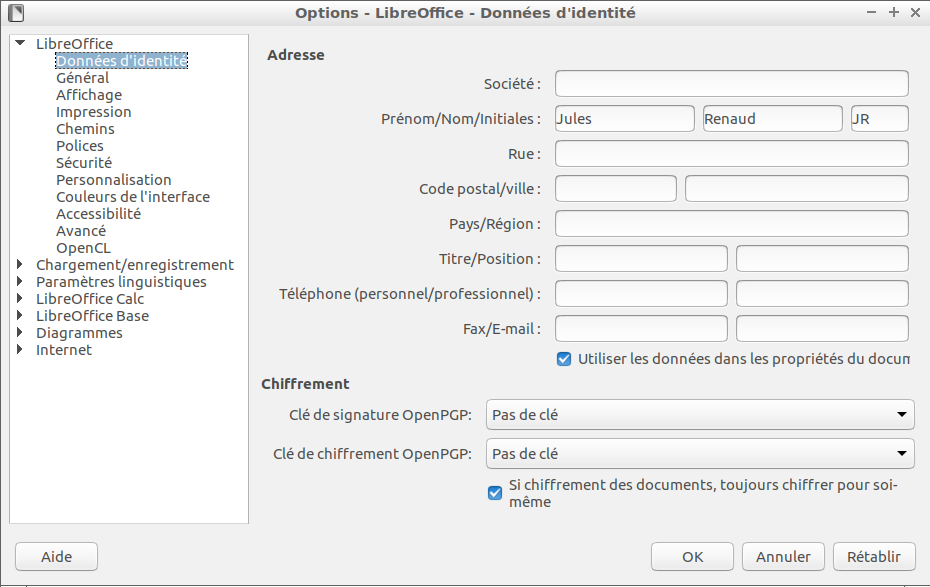 Options - LibreOffice - Données d'identité
LibreOffice
Données d'identité
Général
Affichage
Impression
Chemins
Polices
Sécurité
Personnalisation
Couleurs de l'interface
Accessibilité
Avancé
OpenCL
Chargement/enregistrement
Paramètres linguistiques
LibreOffice Calc
LibreOffice Base
Diagrammes
Internet
Adresse
Société :
Prénom/Nom/Initiales : Jules Renaud JR
Rue :
Code postal/ville :
Pays/Région :
Titre/Position :
Téléphone (personnel/professionnel) :
Fax/E-mail :
Utiliser les données dans les propriétés du docum
Chiffrement
Clé de signature OpenPGP: Pas de clé
Clé de chiffrement OpenPGP: Pas de clé
Si chiffrement des documents, toujours chiffrer pour soi-
même
Aide OK Annuler Rétablir